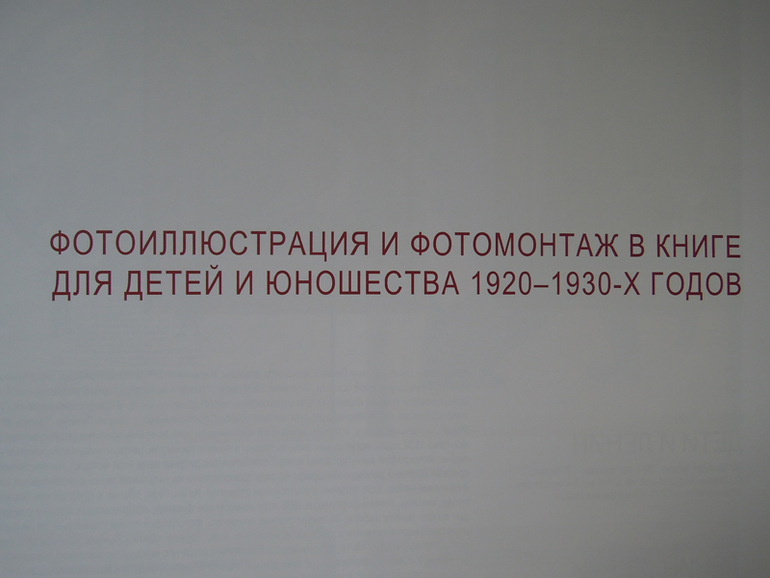 ФОТОИЛЛЮСТРАЦИЯ И ФОТОМОНТАЖ В КНИГЕ
ДЛЯ ДЕТЕЙ И ЮНОШЕСТВА 1920–1930-Х ГОДОВ